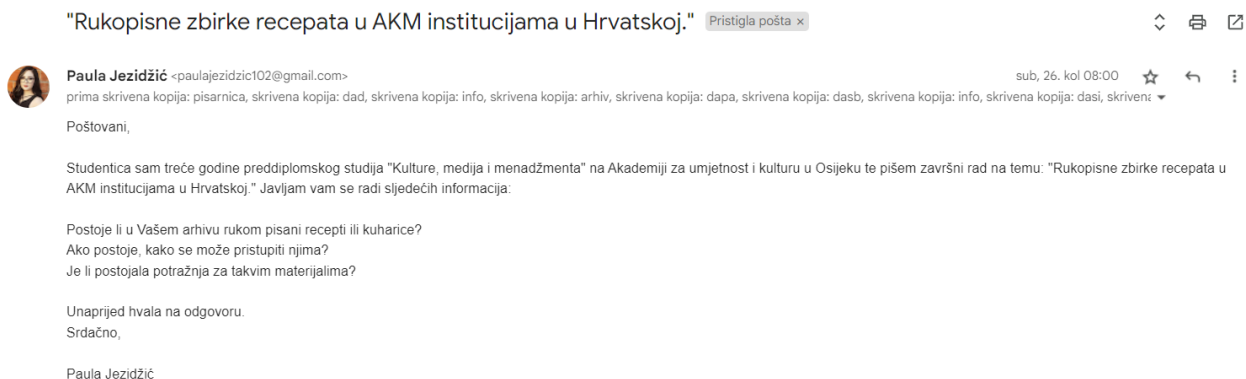 "Rukopisne zbirke recepata u AKM institucijama u Hrvatskoj." Pristigla pošta ×
Paula Jezidžić <paulajezidzic102@gmail.com> sub, 26. kol 08:00
prima skrivena kopija: pisarnica, skrivena kopija: dad, skrivena kopija: info, skrivena kopija: arhiv, skrivena kopija: dapa, skrivena kopija: dasb, skrivena kopija: info, skrivena kopija: dasi, skrivena
Poštovani,
Studentica sam treće godine preddiplomskog studija "Kulture, medija i menadžmenta" na Akademiji za umjetnost i kulturu u Osijeku te pišem završni rad na temu: "Rukopisne zbirke recepata u
AKM institucijama u Hrvatskoj." Javljam vam se radi sljedećih informacija:
Postoje li u Vašem arhivu rukom pisani recepti ili kuharice?
Ako postoje, kako se može pristupiti njima?
Je li postojala potražnja za takvim materijalima?
Unaprijed hvala na odgovoru.
Srdačno,
Paula Jezidžić